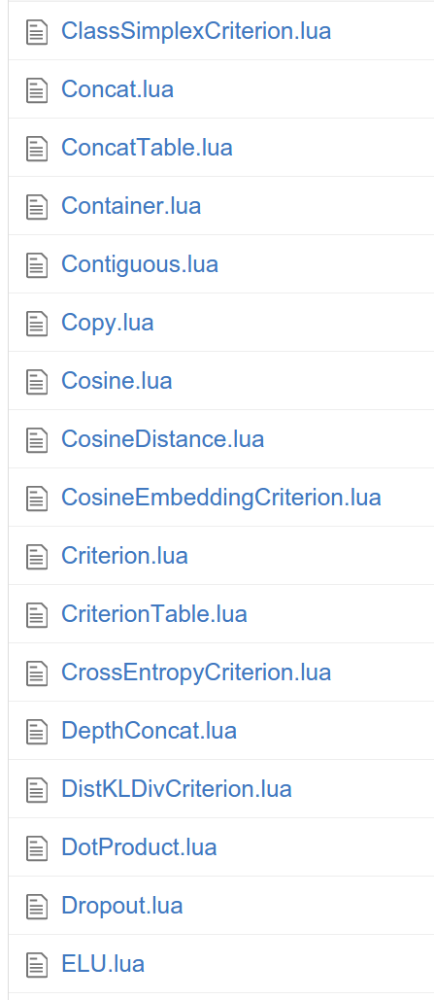 ClassSimplexCriterion.lua
Concat.lua
ConcatTable.lua
Container.lua
Contiguous.lua
Copy.lua
Cosine.lua
CosineDistance.lua
CosineEmbeddingCriterion.lua
Criterion.lua
CriterionTable.lua
CrossEntropyCriterion.lua
DepthConcat.lua
DistKLDivCriterion.lua
DotProduct.lua
Dropout.lua
ELU.lua